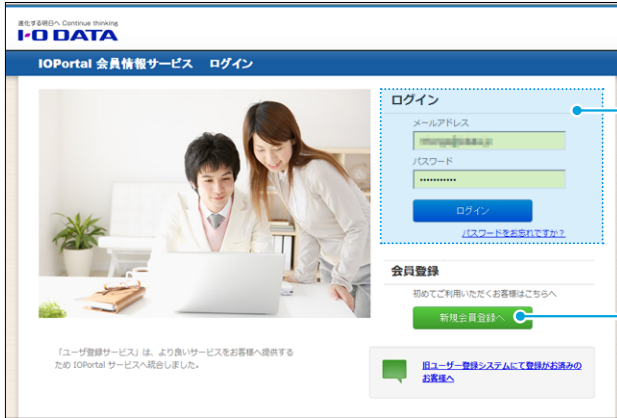 進化する明日へ Continue thinking
I-O DATA
IOPortal 会員情報サービス ログイン
ログイン
メールアドレス
パスワード
•••••••••••
ログイン
パスワードをお忘れですか？
会員登録
初めてご利用いただくお客様はこちらへ
新規会員登録へ
「ユーザ登録サービス」は、より良いサービスをお客様へ提供する
ため IOPortal サービスへ統合しました。
旧ユーザー登録システムにて登録がお済みの
お客様へ